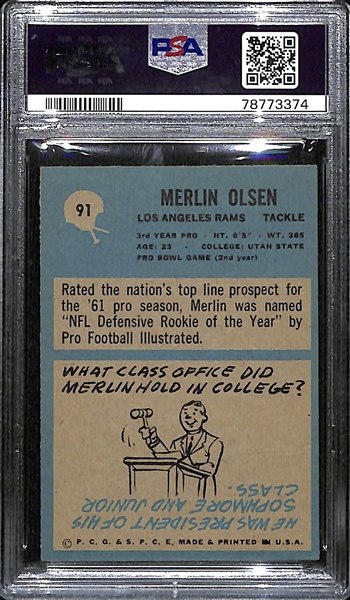 PSA
78773374
91
MERLIN OLSEN
LOS ANGELES RAMS TACKLE
3rd YEAR PRO - HT. 6'5" - WT. 265
AGE: 23 - COLLEGE: UTAH STATE
PRO BOWL GAME (2nd year)
Rated the nation's top line prospect for
the '61 pro season, Merlin was named
"NFL Defensive Rookie of the Year" by
Pro Football Illustrated.
WHAT CLASS OFFICE DID
MERLIN HOLD IN COLLEGE?
HE WAS PRESIDENT OF HIS
SOPHMORE AND JUNIOR
CLASS.
© P. C. G. & S. P. C. E, MADE & PRINTED IN U.S.A.